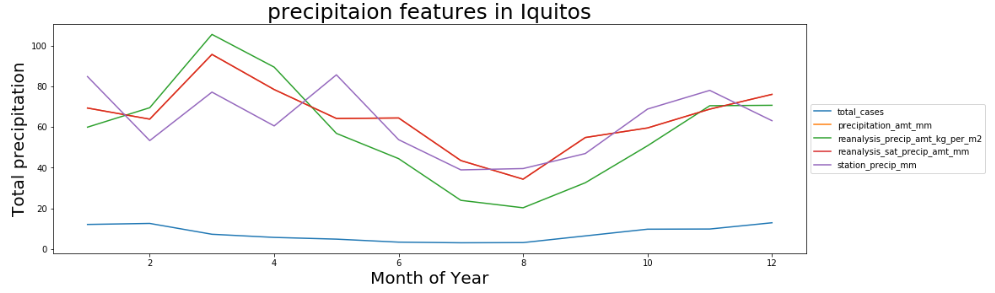 precipitaion features in Iquitos
Total precipitation
100
80
60
40
20
0
2
4
6
8
10
12
Month of Year
total_cases
precipitation_amt_mm
reanalysis_precip_amt_kg_per_m2
reanalysis_sat_precip_amt_mm
station_precip_mm